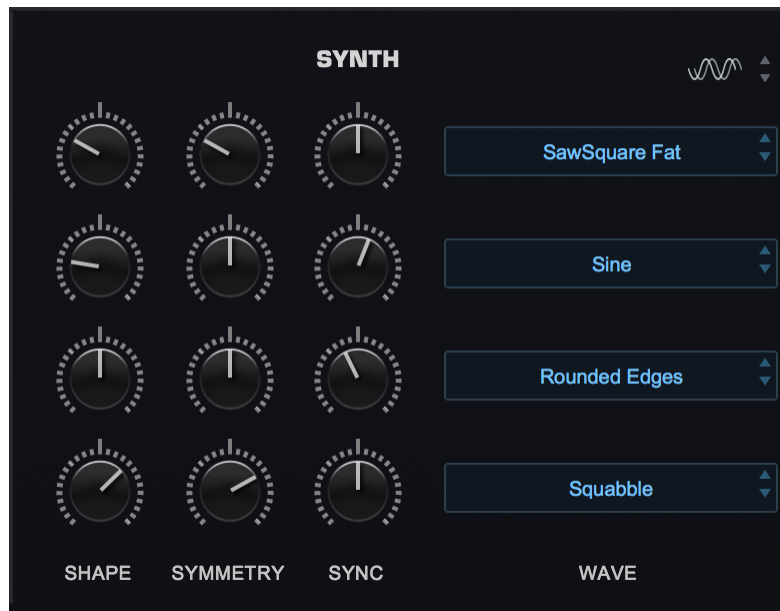 SYNTH
SawSquare Fat
Sine
Rounded Edges
Squabble
SHAPE SYMMETRY SYNC WAVE